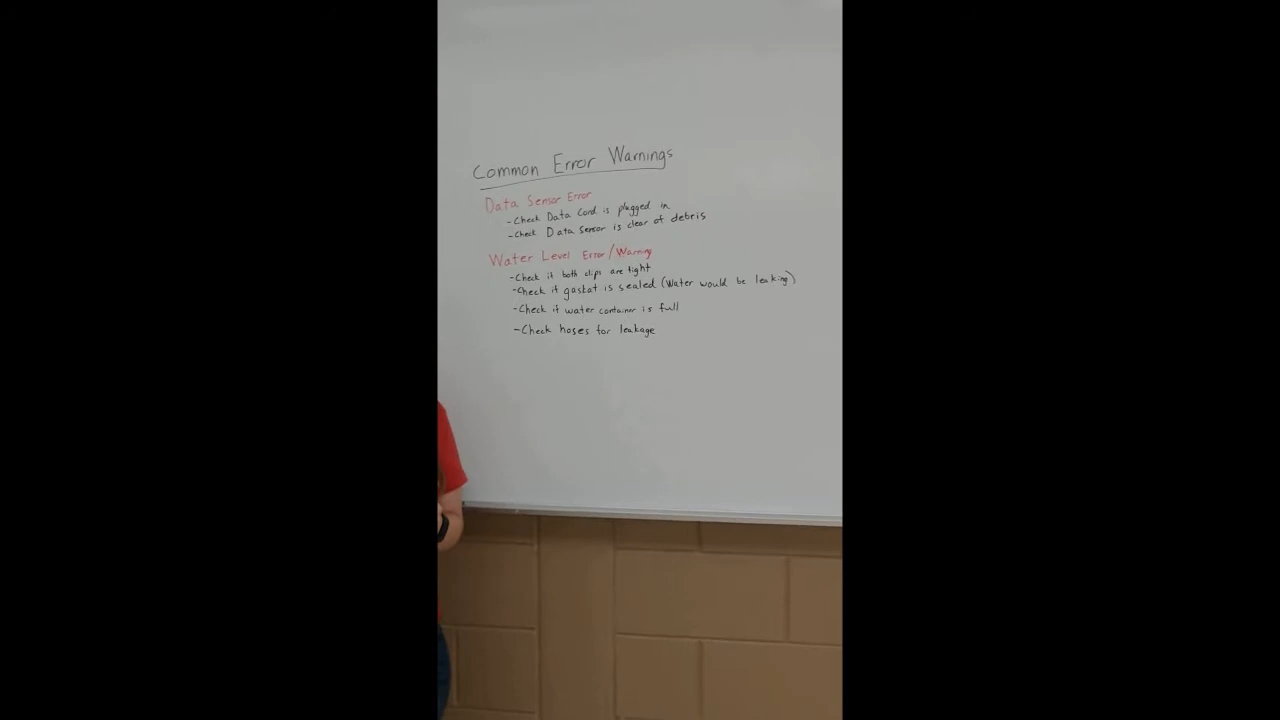 Common Error Warnings
Data Sensor Error
-Check Data Cord is plugged in
-Check Data Sensor is clear of debris
Water Level Error/Warning
-Check if both clips are tight
-Check if gaskat is sealed (Water would be leaking)
-Check if water container is full
-Check hoses for leakage